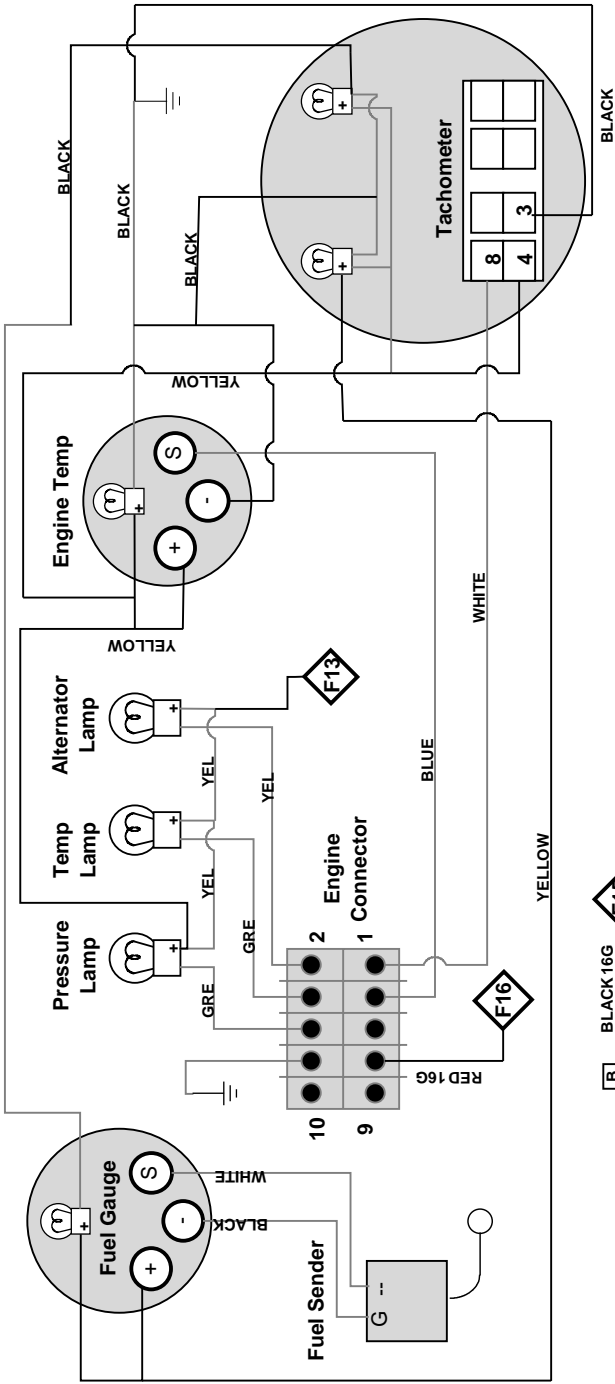 Fuel Gauge
+
-
S
+
BLACK
WHITE
Fuel Sender
G
--
Pressure
Lamp
+
Temp
Lamp
+
Alternator
Lamp
+
GRE
YEL
GRE
YEL
YEL
F13
Engine
Connector
10
2
9
1
RED 16G
F16
Engine Temp
+
+
-
S
YELLOW
YELLOW
BLACK
BLACK
BLACK
BLUE
WHITE
YELLOW
Tachometer
+
+
8
4
3
BLACK
B
BLACK 16G